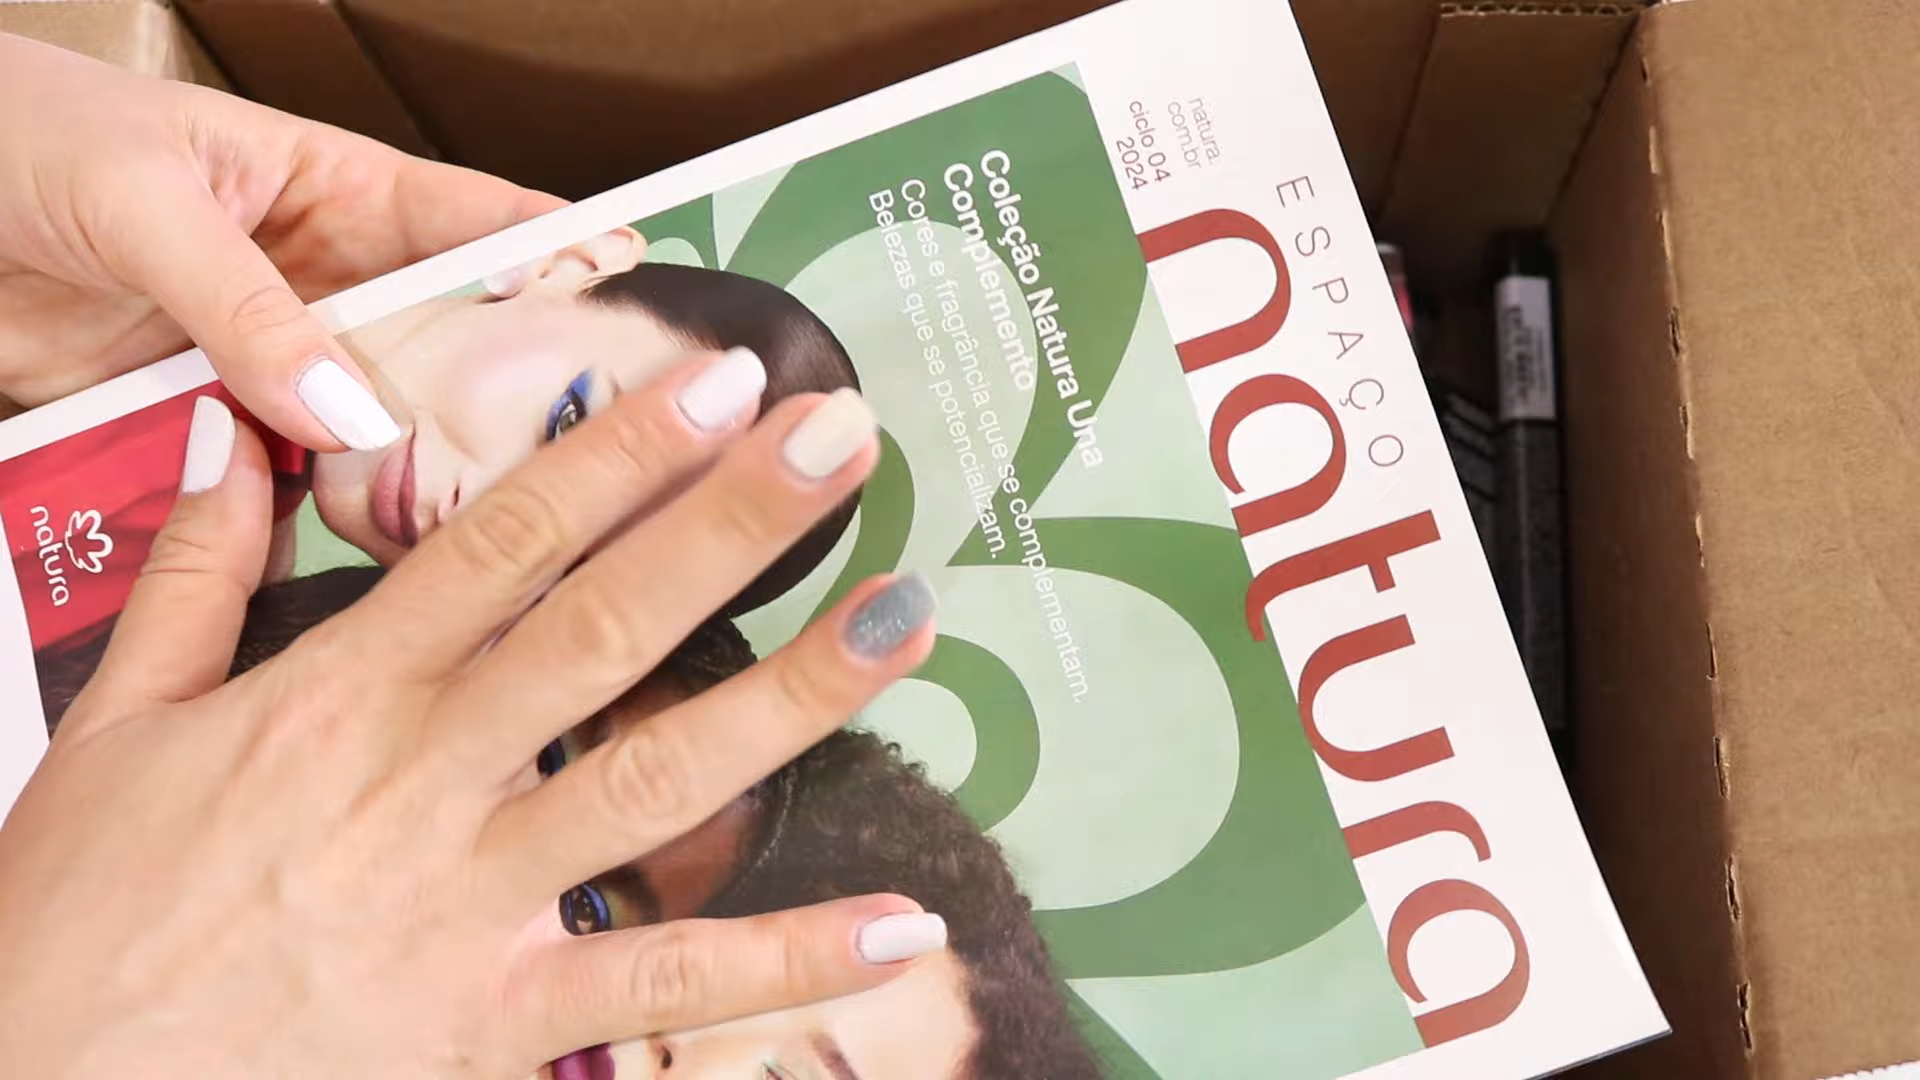 ESPAÇO
natura
natura.
com.br
ciclo 04
2024
Coleção Natura Una
Complemento
Cores e fragrância que se complementam.
Belezas que se potencializam.
natura